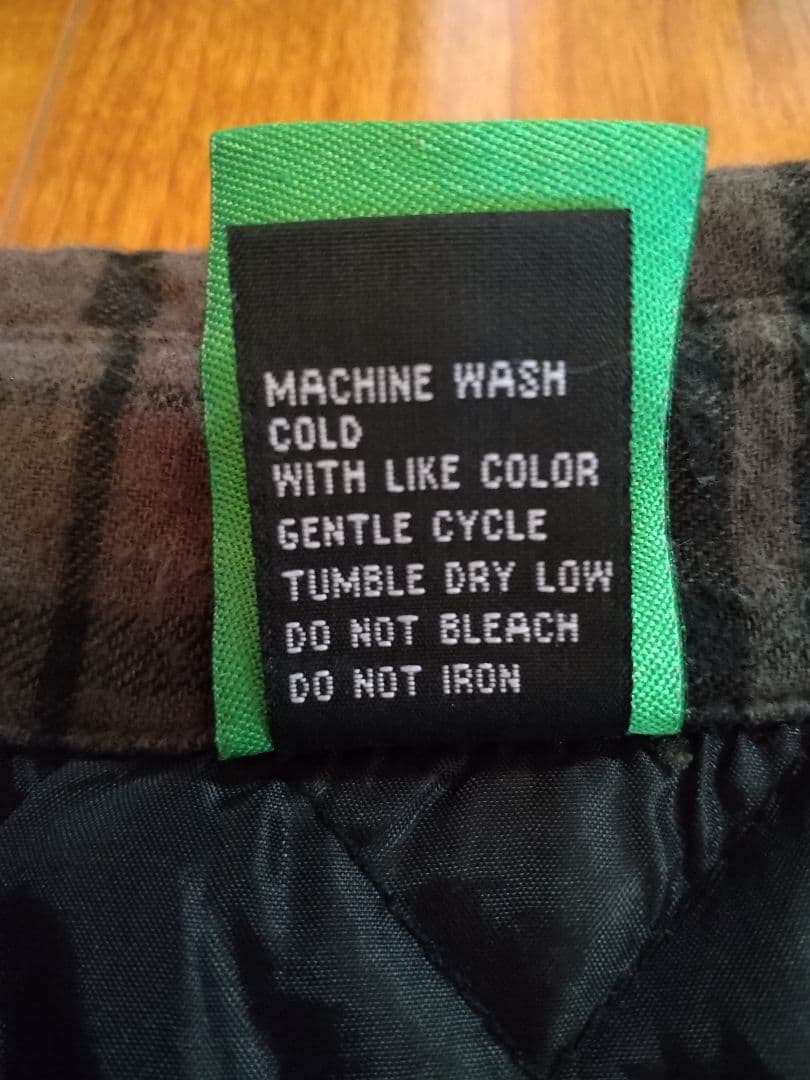 MACHINE WASH
COLD
WITH LIKE COLOR
GENTLE CYCLE
TUMBLE DRY LOW
DO NOT BLEACH
DO NOT IRON